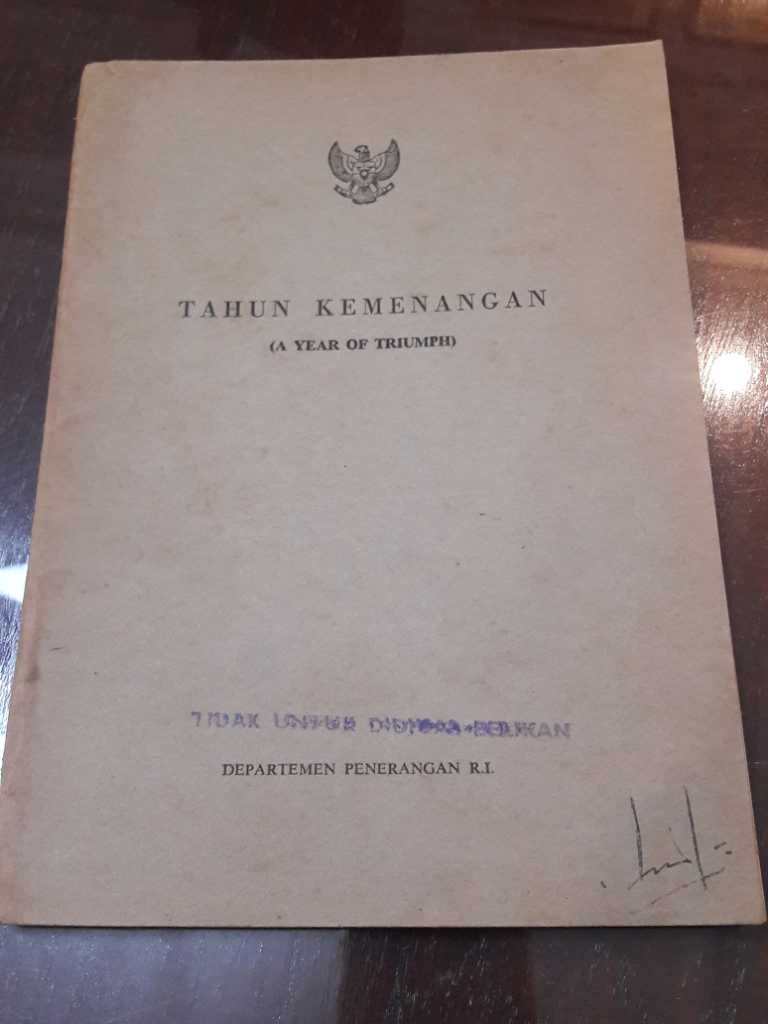 TAHUN KEMENANGAN
(A YEAR OF TRIUMPH)
TIDAK UNTUK
DEPARTEMEN PENERANGAN R.I.